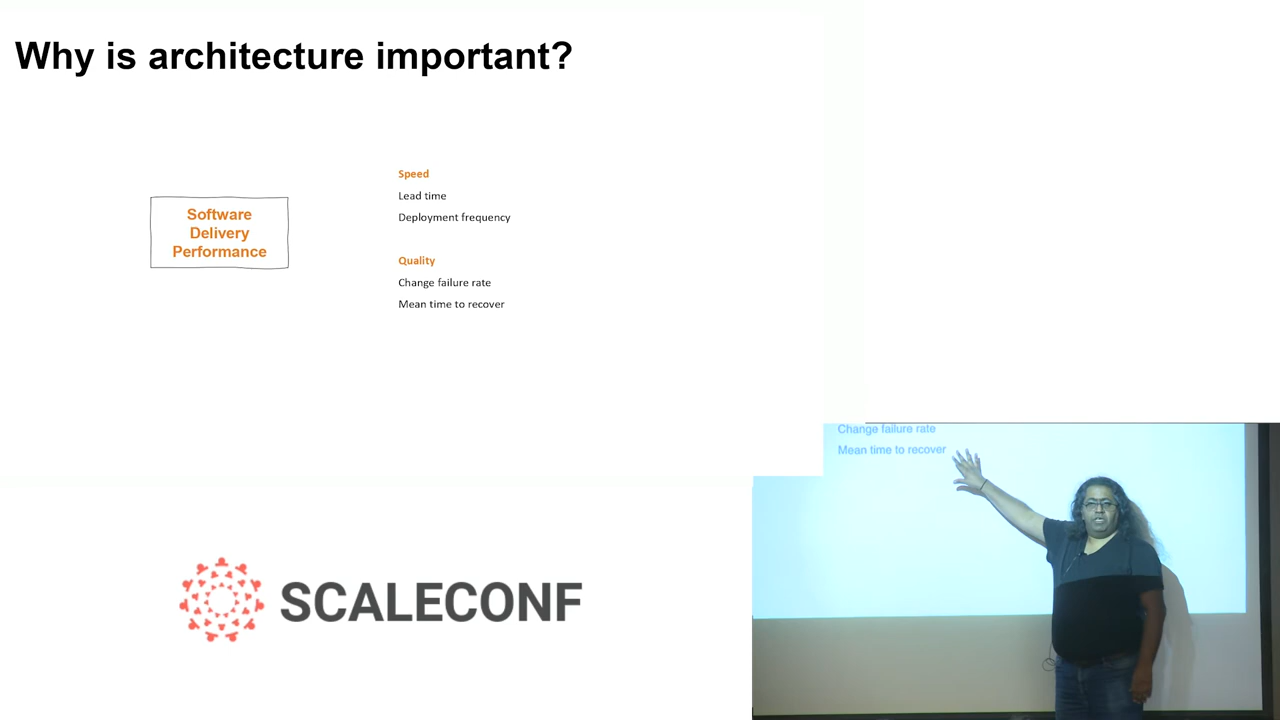 Why is architecture important?
Software
Delivery
Performance
Speed
Lead time
Deployment frequency
Quality
Change failure rate
Mean time to recover
Change failure rate
Mean time to recover
SCALECONF